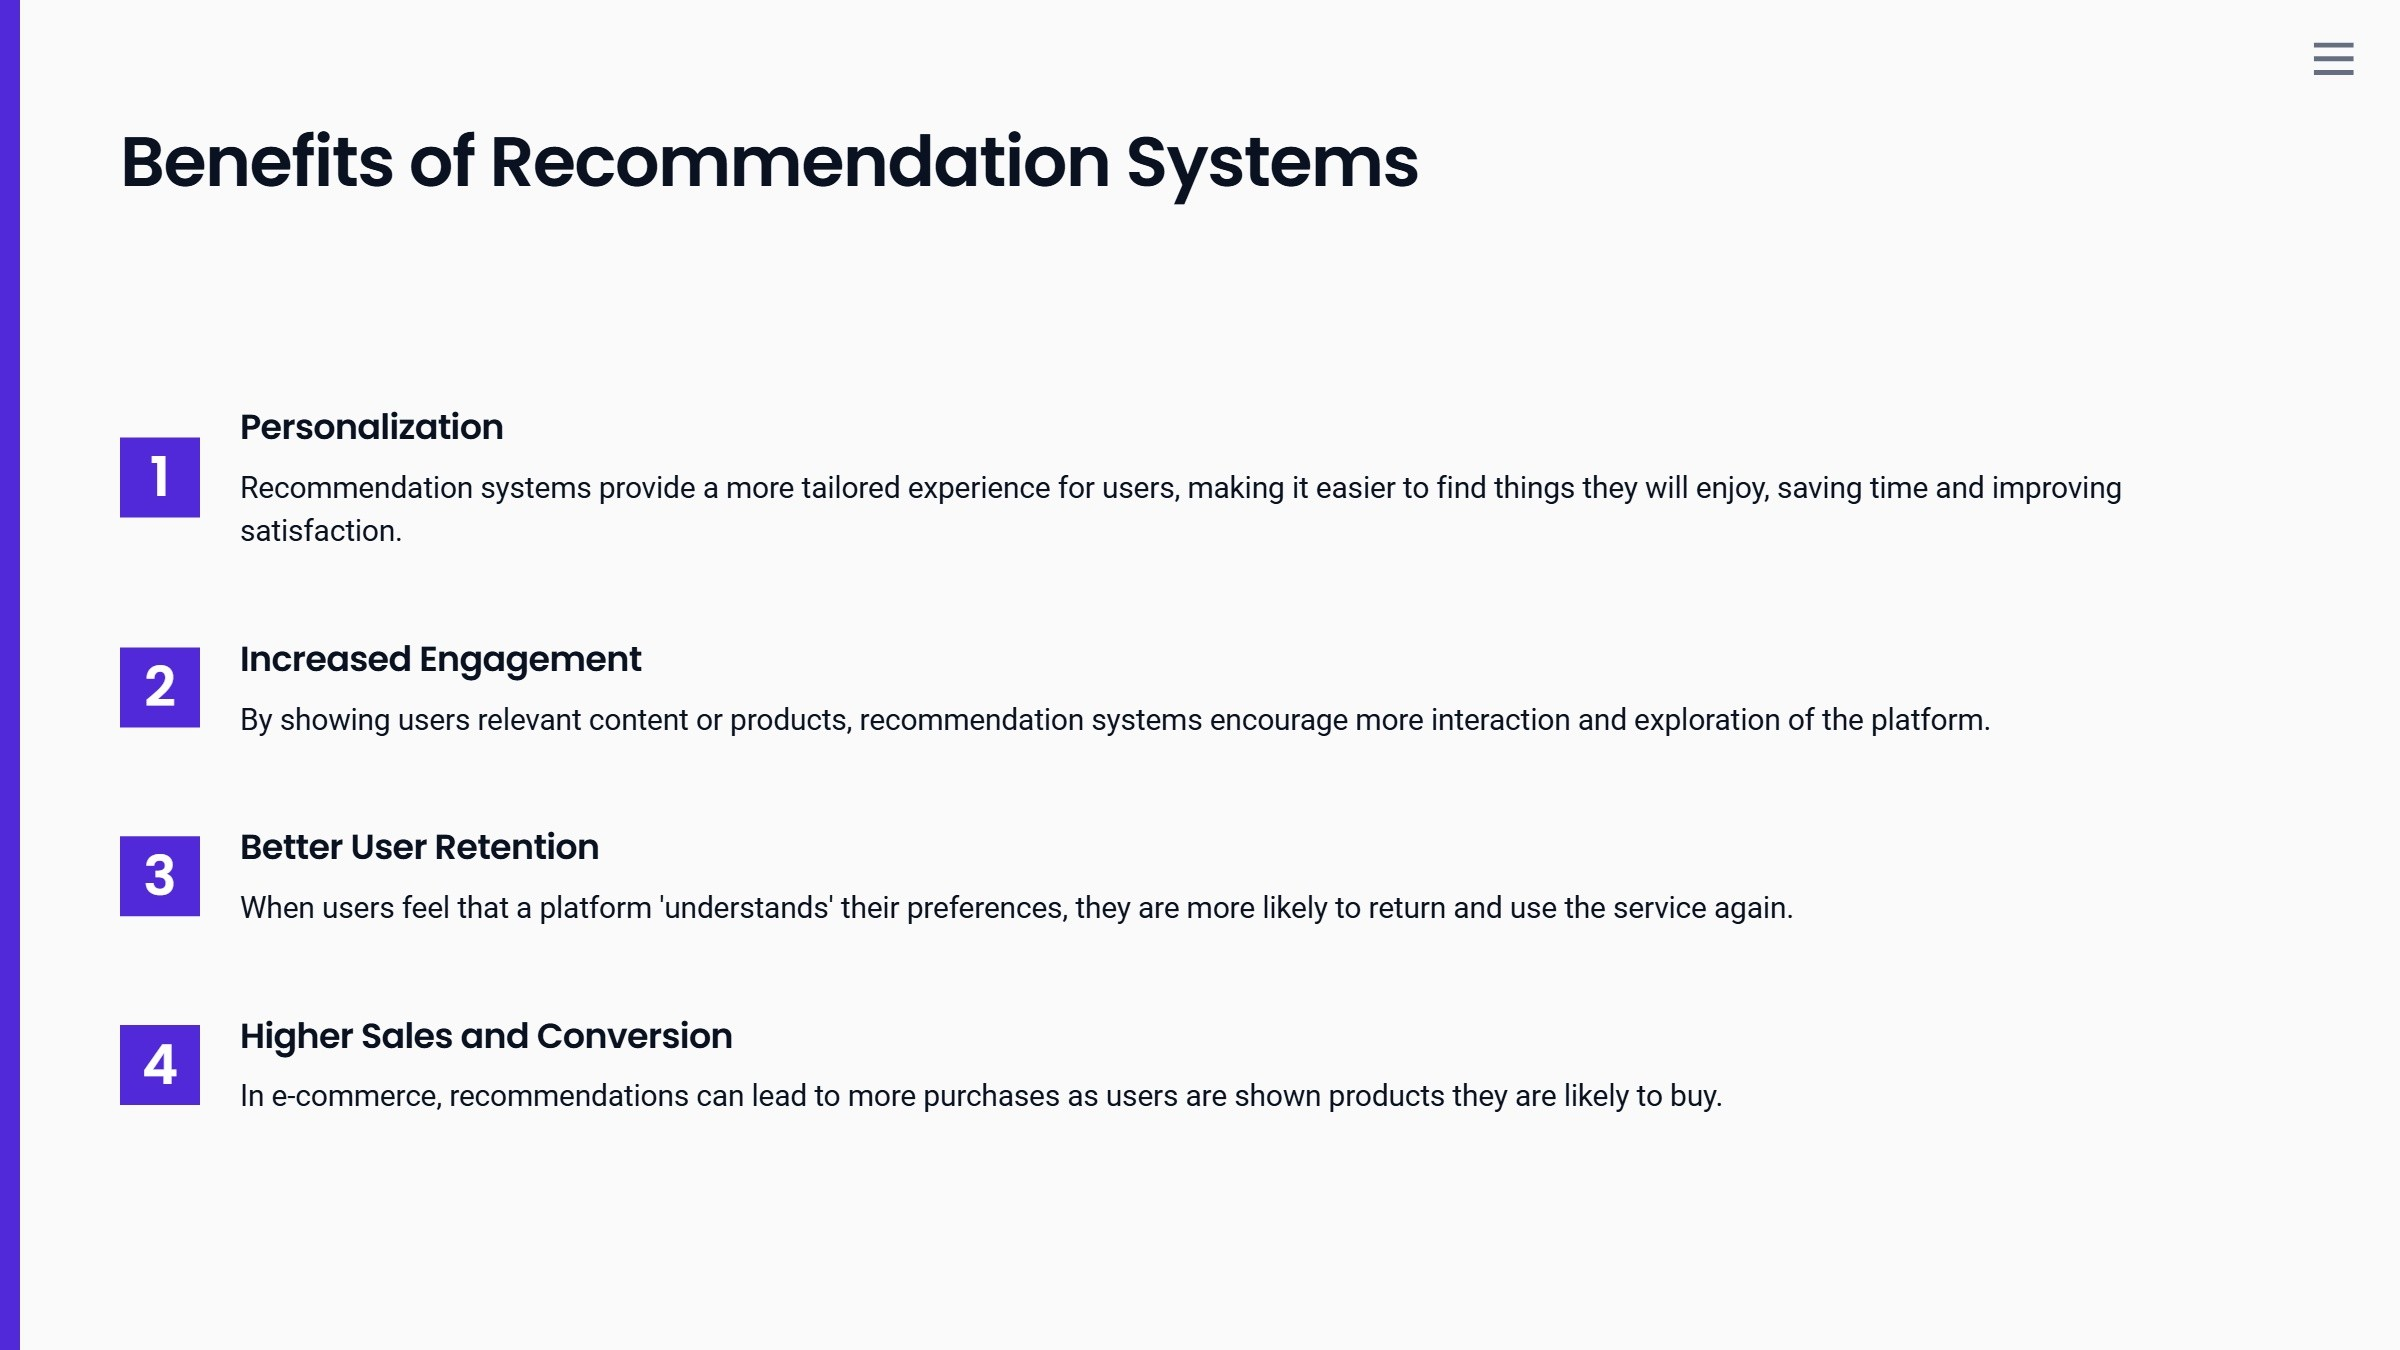 Benefits of Recommendation Systems
1
Personalization
Recommendation systems provide a more tailored experience for users, making it easier to find things they will enjoy, saving time and improving
satisfaction.
2
Increased Engagement
By showing users relevant content or products, recommendation systems encourage more interaction and exploration of the platform.
3
Better User Retention
When users feel that a platform 'understands' their preferences, they are more likely to return and use the service again.
4
Higher Sales and Conversion
In e-commerce, recommendations can lead to more purchases as users are shown products they are likely to buy.